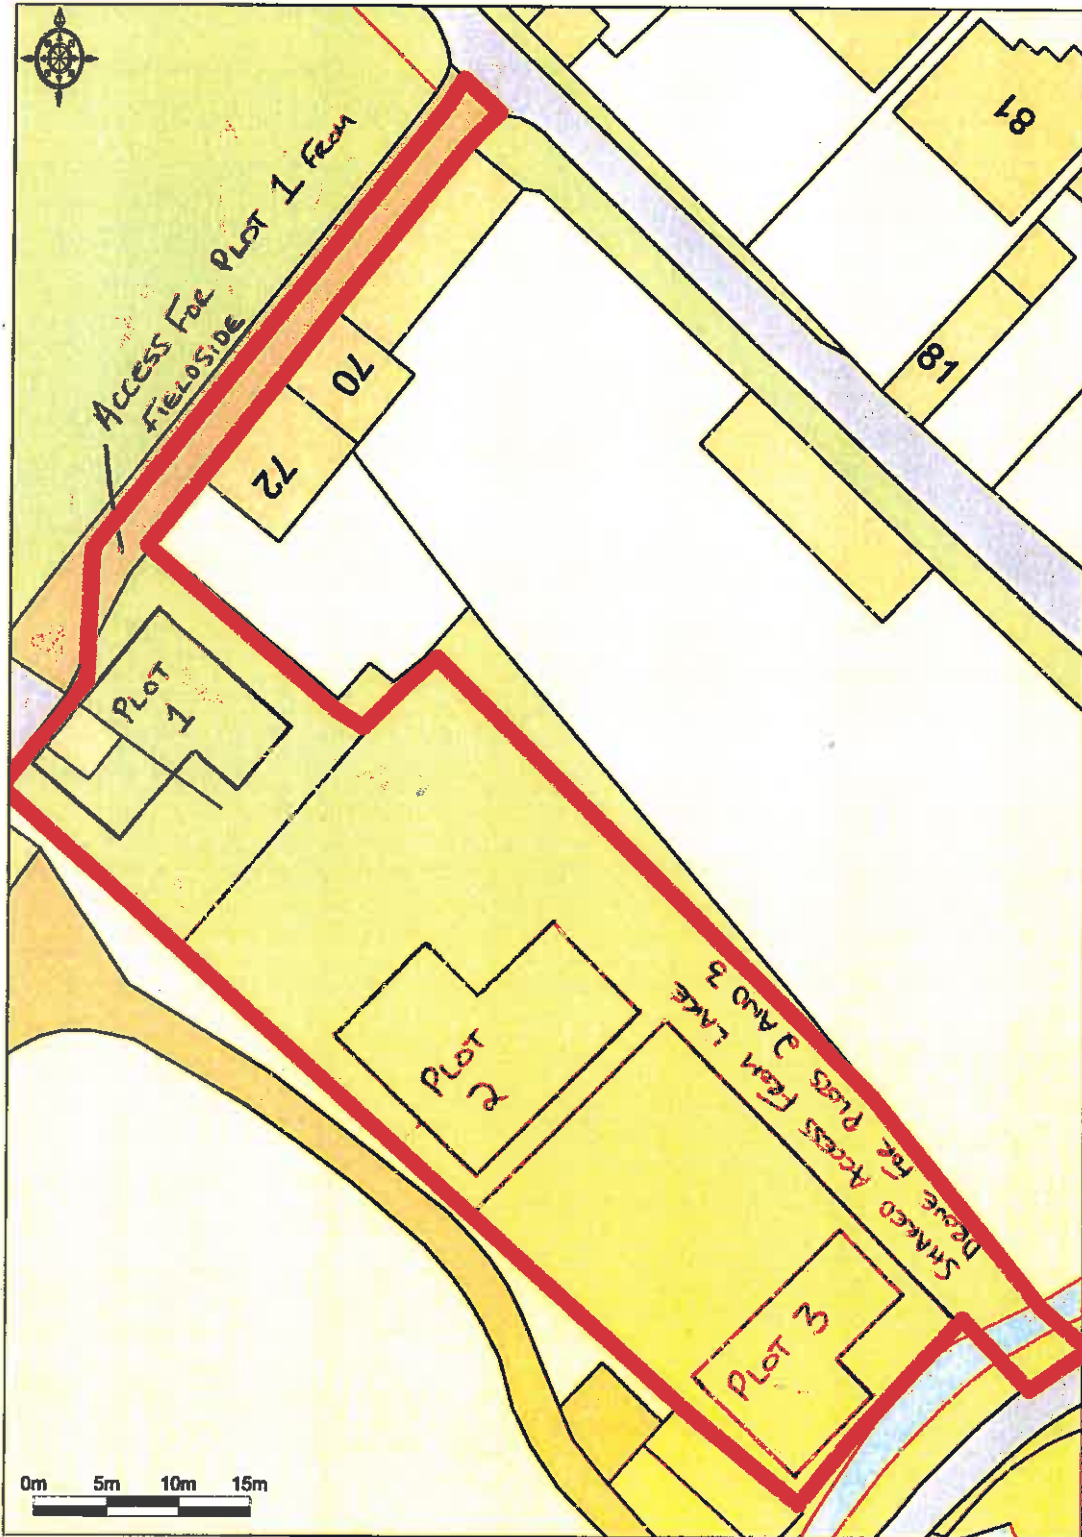 81
ACCESS FOR PLOT 1 FROM
FIELDSIDE
70
81
72
PLOT
1
SHARED ACCESS FROM LAKE
DROVE FOR PLOTS 2 AND 3
PLOT
2
PLOT 3
0m 5m 10m 15m